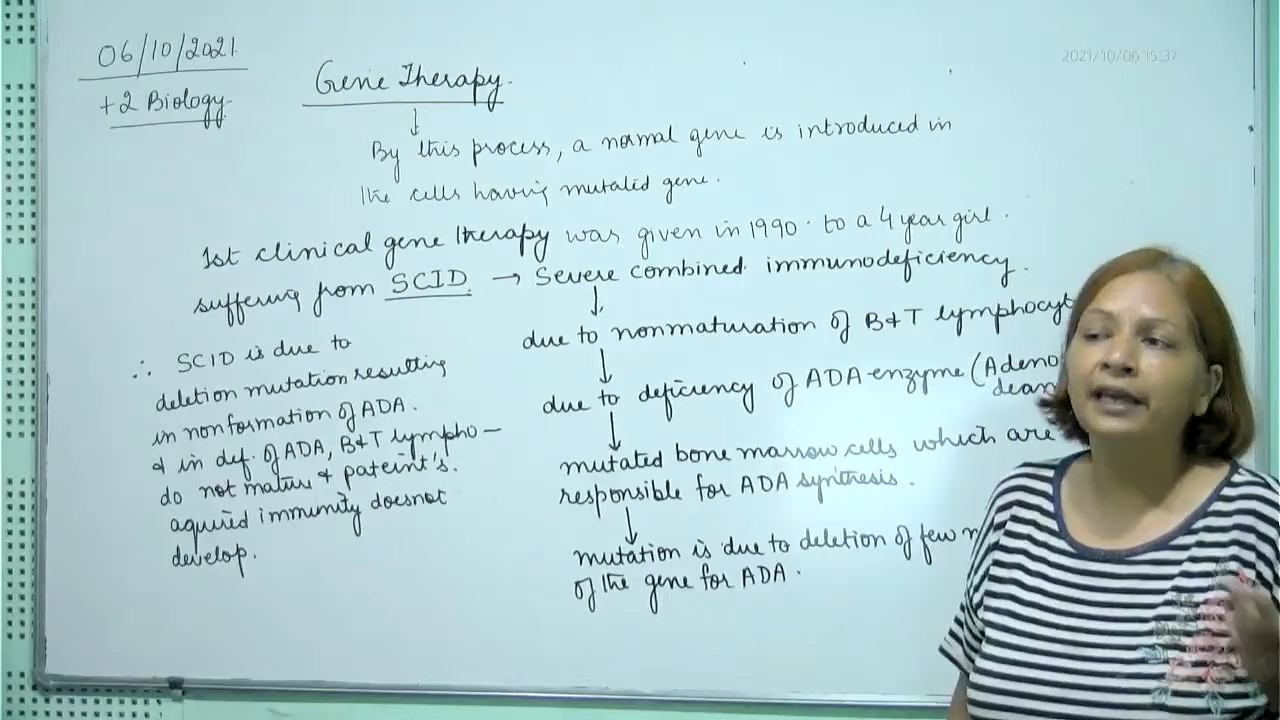 06/10/2021
+2 Biology
2021/10/06 15:37
Gene Therapy.
By this process, a normal gene is introduced in
the cells having mutated gene.
1st clinical gene therapy was given in 1990. to a 4 year girl.
suffering from SCID → Severe combined immunodeficiency.
due to nonmaturation of B&T lymphocyt
due to deficiency of ADA enzyme (Adeno
dean
mutated bone marrow cells which are
responsible for ADA synthesis.
mutation is due to deletion of few
of the gene for ADA.
∴ SCID is due to
deletion mutation resulting
in nonformation of ADA.
& in def. of ADA, B&T lympho-
do not mature & pateint's.
aquired immunity doesnot
develop.